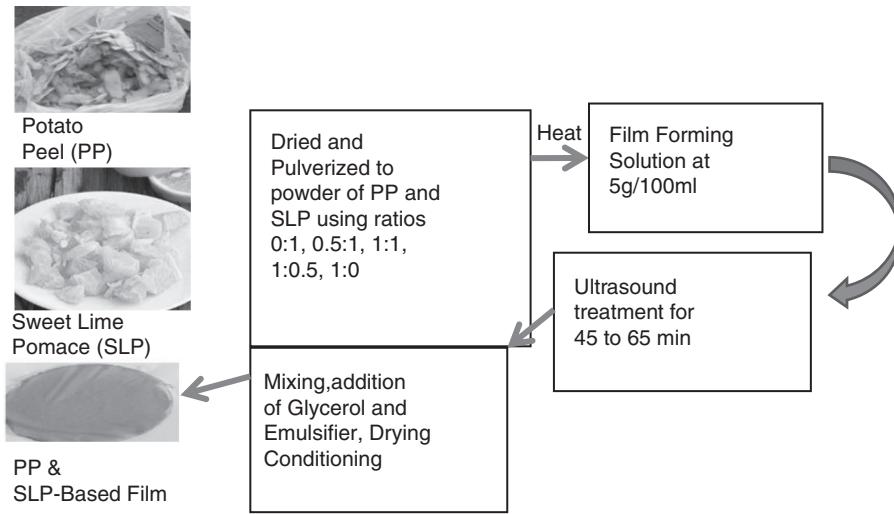 Potato
Peel (PP)
Sweet Lime
Pomace (SLP)
Dried and
Pulverized to
powder of PP and
SLP using ratios
0:1, 0.5:1, 1:1,
1:0.5, 1:0
Heat
Film Forming
Solution at
5g/100ml
Ultrasound
treatment for
45 to 65 min
Mixing,addition
of Glycerol and
Emulsifier, Drying
Conditioning
PP &
SLP-Based Film